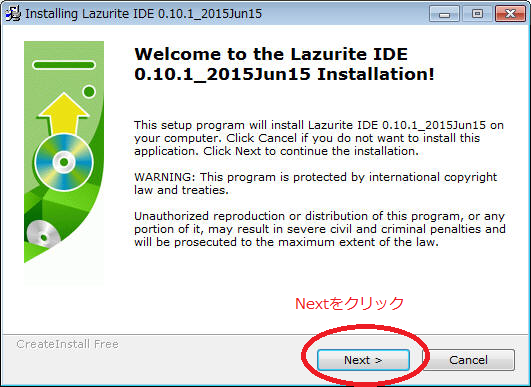 Installing Lazurite IDE 0.10.1_2015Jun15
Welcome to the Lazurite IDE
0.10.1_2015Jun15 Installation!
This setup program will install Lazurite IDE 0.10.1_2015Jun15 on
your computer. Click Cancel if you do not want to install this
application. Click Next to continue the installation.
WARNING: This program is protected by international copyright
law and treaties.
Unauthorized reproduction or distribution of this program, or any
portion of it, may result in severe civil and criminal penalties and
will be prosecuted to the maximum extent of the law.
Nextをクリック
CreateInstall Free
Next >
Cancel